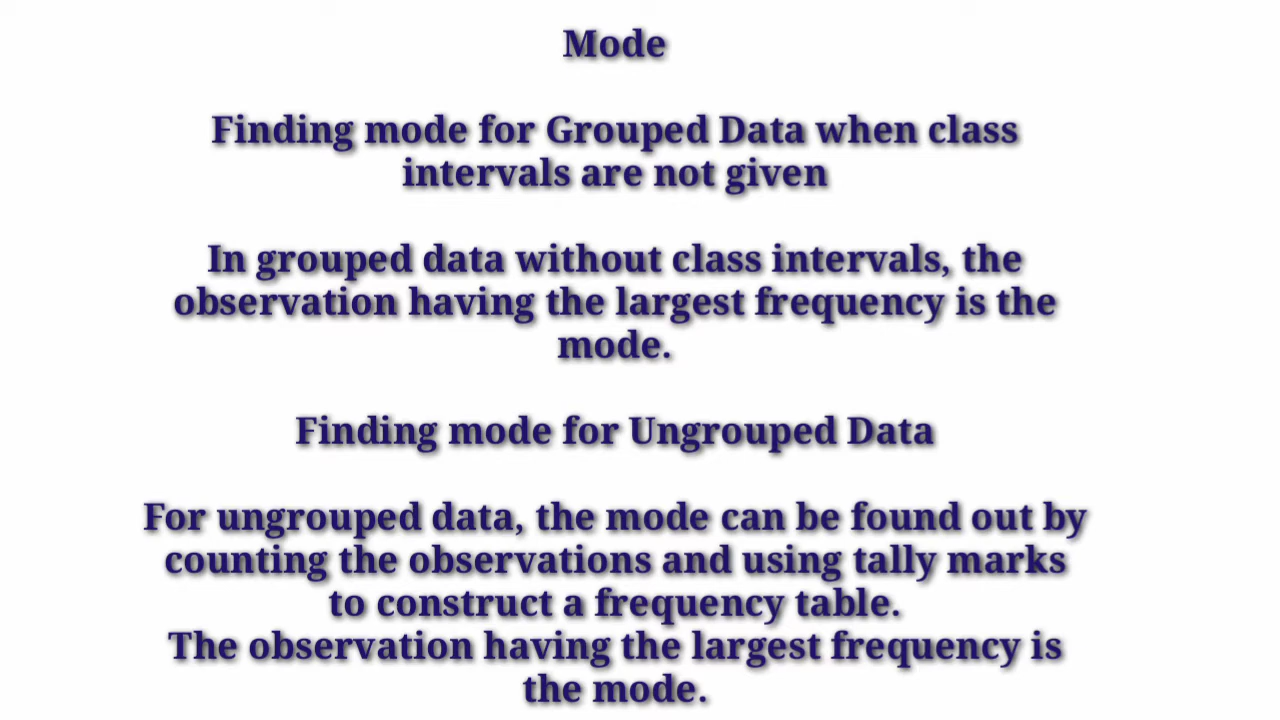 Mode
Finding mode for Grouped Data when class
intervals are not given
In grouped data without class intervals, the
observation having the largest frequency is the
mode.
Finding mode for Ungrouped Data
For ungrouped data, the mode can be found out by
counting the observations and using tally marks
to construct a frequency table.
The observation having the largest frequency is
the mode.